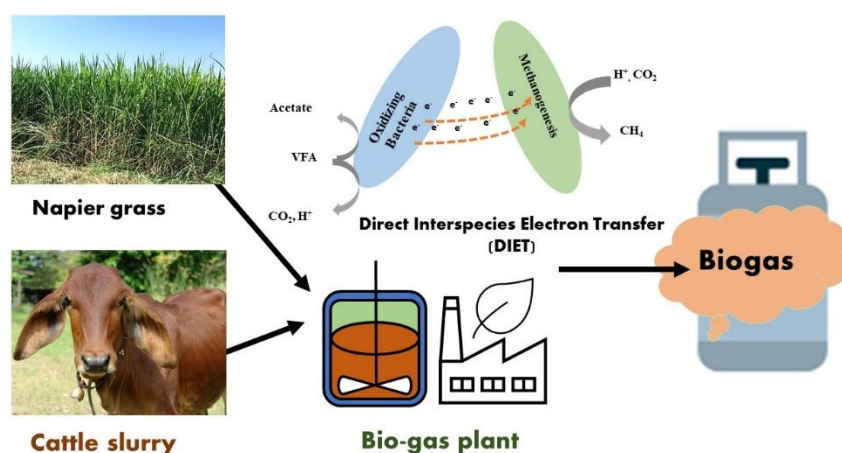 Napier grass
Cattle slurry
Acetate
VFA
CO₂, H⁺
Oxidizing
Bacteria
e⁻ e⁻ e⁻ e⁻ e⁻
e⁻
e⁻ e⁻ e⁻ e⁻
Methanogenesis
H⁺, CO₂
CH₄
Direct Interspecies Electron Transfer
(DIET)
Bio-gas plant
Biogas